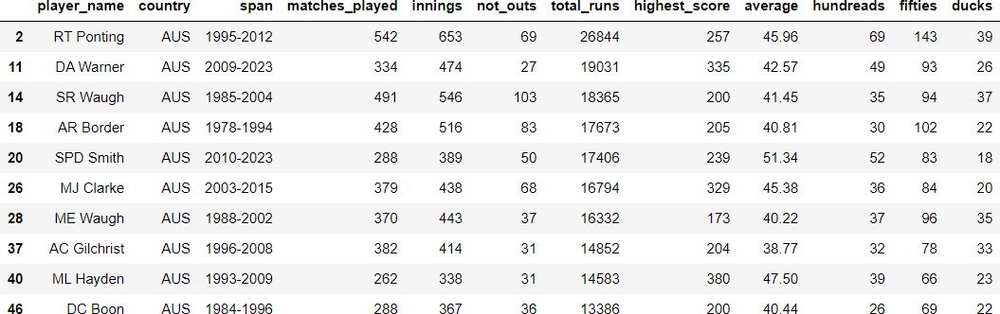 player_name country span matches_played innings not_outs total_runs highest_score average hundreads fifties ducks
2 RT Ponting AUS 1995-2012 542 653 69 26844 257 45.96 69 143 39
11 DA Warner AUS 2009-2023 334 474 27 19031 335 42.57 49 93 26
14 SR Waugh AUS 1985-2004 491 546 103 18365 200 41.45 35 94 37
18 AR Border AUS 1978-1994 428 516 83 17673 205 40.81 30 102 22
20 SPD Smith AUS 2010-2023 288 389 50 17406 239 51.34 52 83 18
26 MJ Clarke AUS 2003-2015 379 438 68 16794 329 45.38 36 84 20
28 ME Waugh AUS 1988-2002 370 443 37 16332 173 40.22 37 96 35
37 AC Gilchrist AUS 1996-2008 382 414 31 14852 204 38.77 32 78 33
40 ML Hayden AUS 1993-2009 262 338 31 14583 380 47.50 39 66 23
46 DC Boon AUS 1984-1996 288 367 36 13386 200 40.44 26 69 22